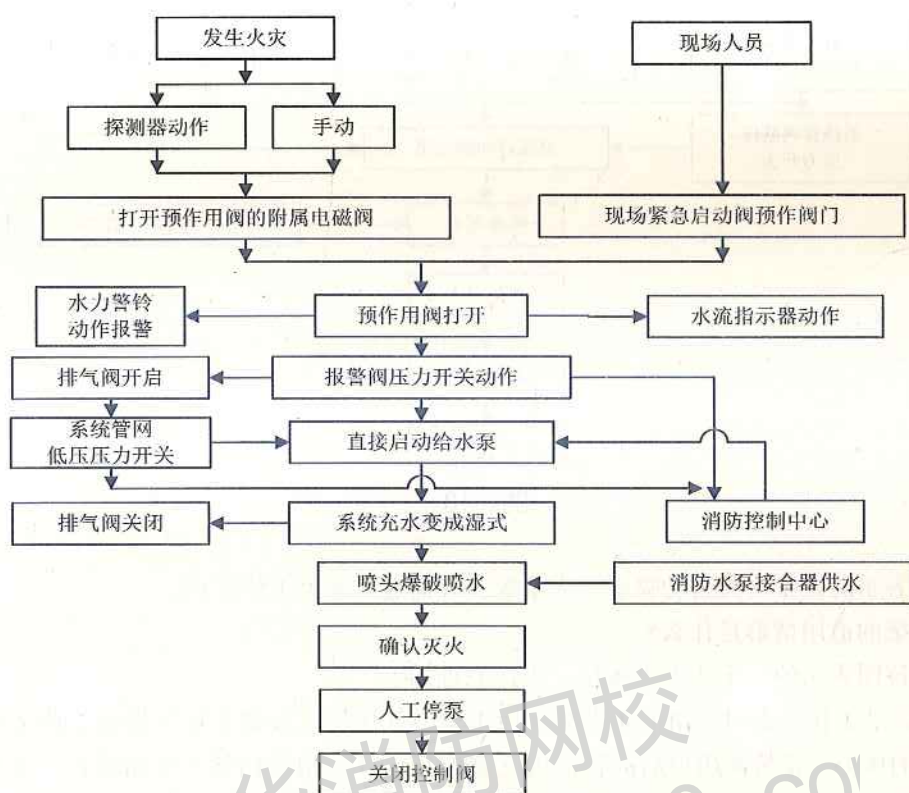 发生火灾
现场人员
探测器动作
手动
打开预作用阀的附属电磁阀
现场紧急启动阀预作阀门
水力警铃
动作报警
预作用阀打开
水流指示器动作
排气阀开启
报警阀压力开关动作
系统管网
低压压力开关
直接启动给水泵
排气阀关闭
系统充水变成湿式
消防控制中心
喷头爆破喷水
消防水泵接合器供水
确认灭火
人工停泵
关闭控制阀
消防网校